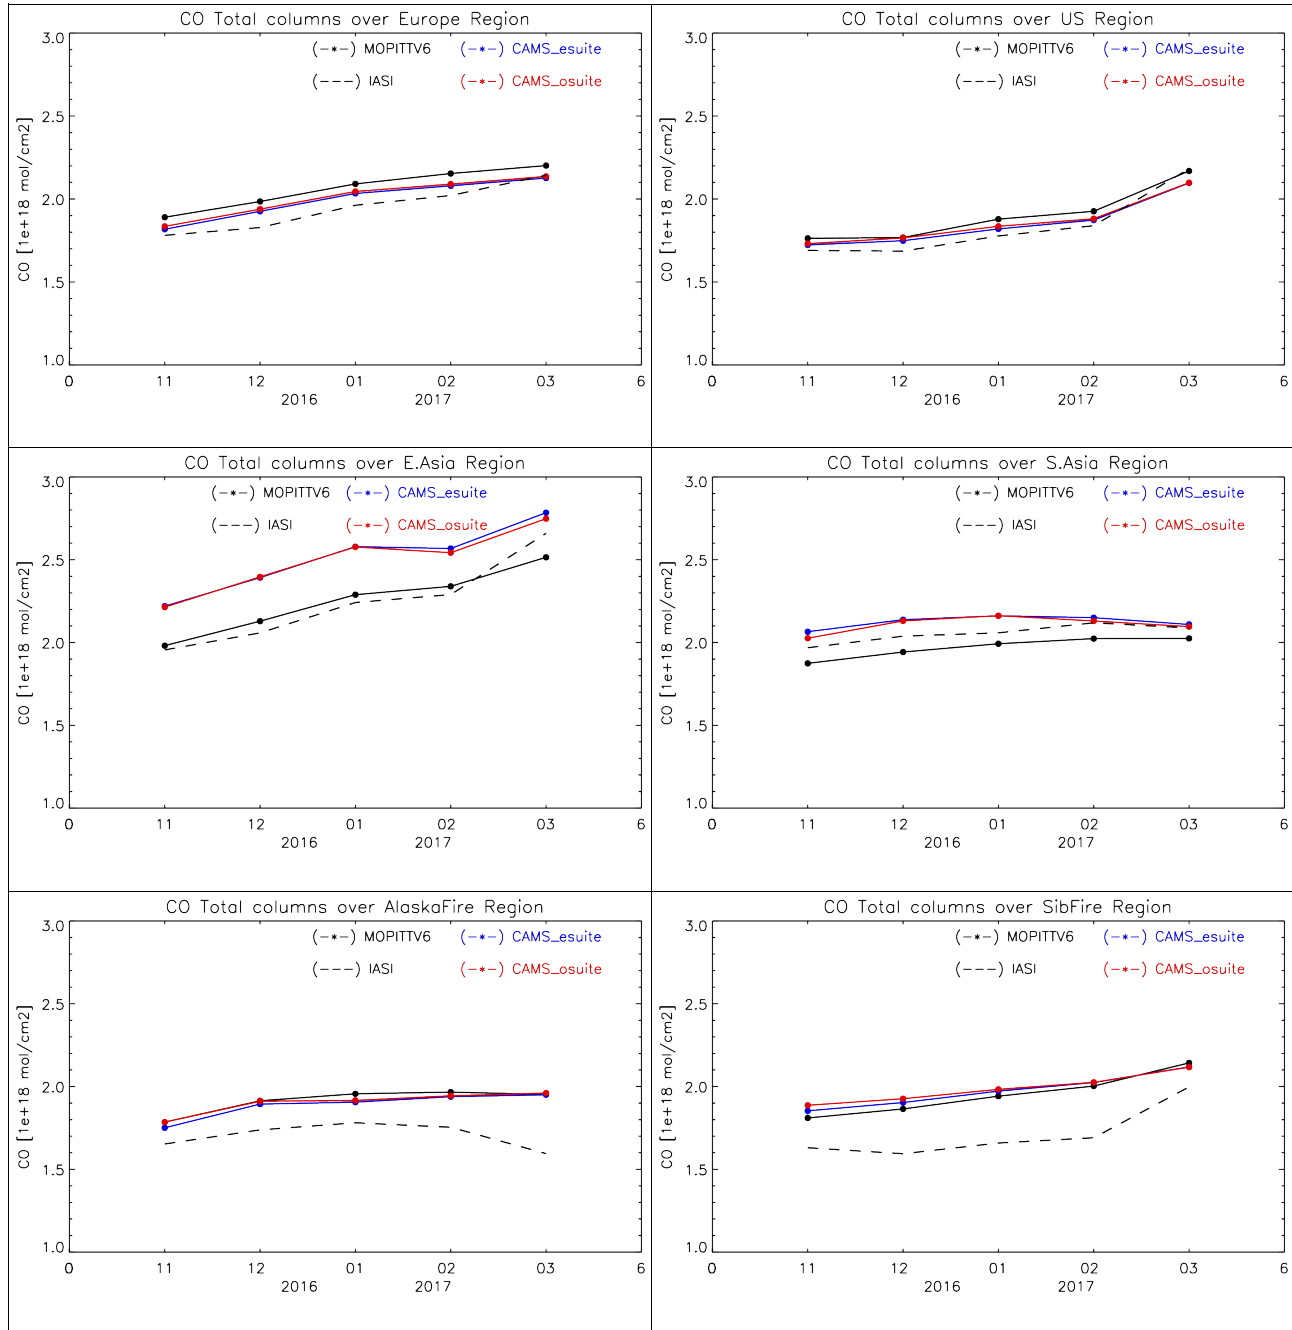 CO Total columns over Europe Region
CO [1e+18 mol/cm2]
3.0
2.5
2.0
1.5
1.0
(-*-) MOPITTV6
(-*-) CAMS_esuite
(---) IASI
(-*-) CAMS_osuite
0 11 12 01 02 03 6
2016 2017
CO Total columns over US Region
CO [1e+18 mol/cm2]
3.0
2.5
2.0
1.5
1.0
(-*-) MOPITTV6
(-*-) CAMS_esuite
(---) IASI
(-*-) CAMS_osuite
0 11 12 01 02 03 6
2016 2017
CO Total columns over E.Asia Region
CO [1e+18 mol/cm2]
3.0
2.5
2.0
1.5
1.0
(-*-) MOPITTV6
(-*-) CAMS_esuite
(---) IASI
(-*-) CAMS_osuite
0 11 12 01 02 03 6
2016 2017
CO Total columns over S.Asia Region
CO [1e+18 mol/cm2]
3.0
2.5
2.0
1.5
1.0
(-*-) MOPITTV6
(-*-) CAMS_esuite
(---) IASI
(-*-) CAMS_osuite
0 11 12 01 02 03 6
2016 2017
CO Total columns over AlaskaFire Region
CO [1e+18 mol/cm2]
3.0
2.5
2.0
1.5
1.0
(-*-) MOPITTV6
(-*-) CAMS_esuite
(---) IASI
(-*-) CAMS_osuite
0 11 12 01 02 03 6
2016 2017
CO Total columns over SibFire Region
CO [1e+18 mol/cm2]
3.0
2.5
2.0
1.5
1.0
(-*-) MOPITTV6
(-*-) CAMS_esuite
(---) IASI
(-*-) CAMS_osuite
0 11 12 01 02 03 6
2016 2017